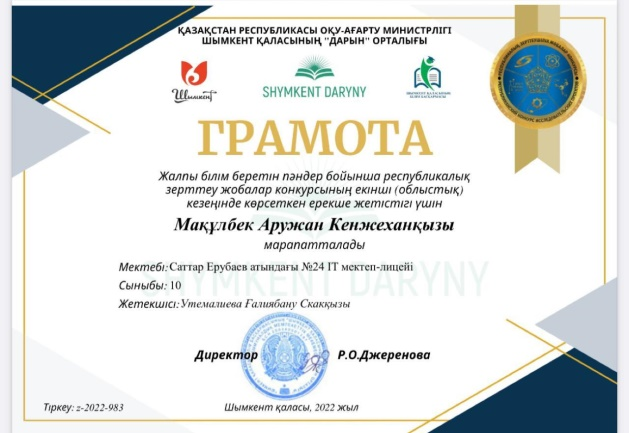 ҚАЗАҚСТАН РЕСПУБЛИКАСЫ ОҚУ-АҒАРТУ МИНИСТРЛІГІ
ШЫМКЕНТ ҚАЛАСЫНЫҢ "ДАРЫН" ОРТАЛЫҒЫ
Шымкент
SHYMKENT DARYNY
ГРАМОТА
Жалпы білім беретін пәндер бойынша республикалық
зерттеу жобалар конкурсының екінші (облыстық)
кезеңінде көрсеткен ерекше жетістігі үшін
Мақұлбек Аружан Кенжеханқызы
марапатталады
Мектебі: Саттар Ерубаев атындағы №24 IT мектеп-лицейі
SHYMKENT DARYNY
Сыныбы: 10
Жетекшісі: Утемалиева Ғалиябану Скаққызы
Директор Р.О.Джеренова
Тіркеу: z-2022-983
Шымкент қаласы, 2022 жыл